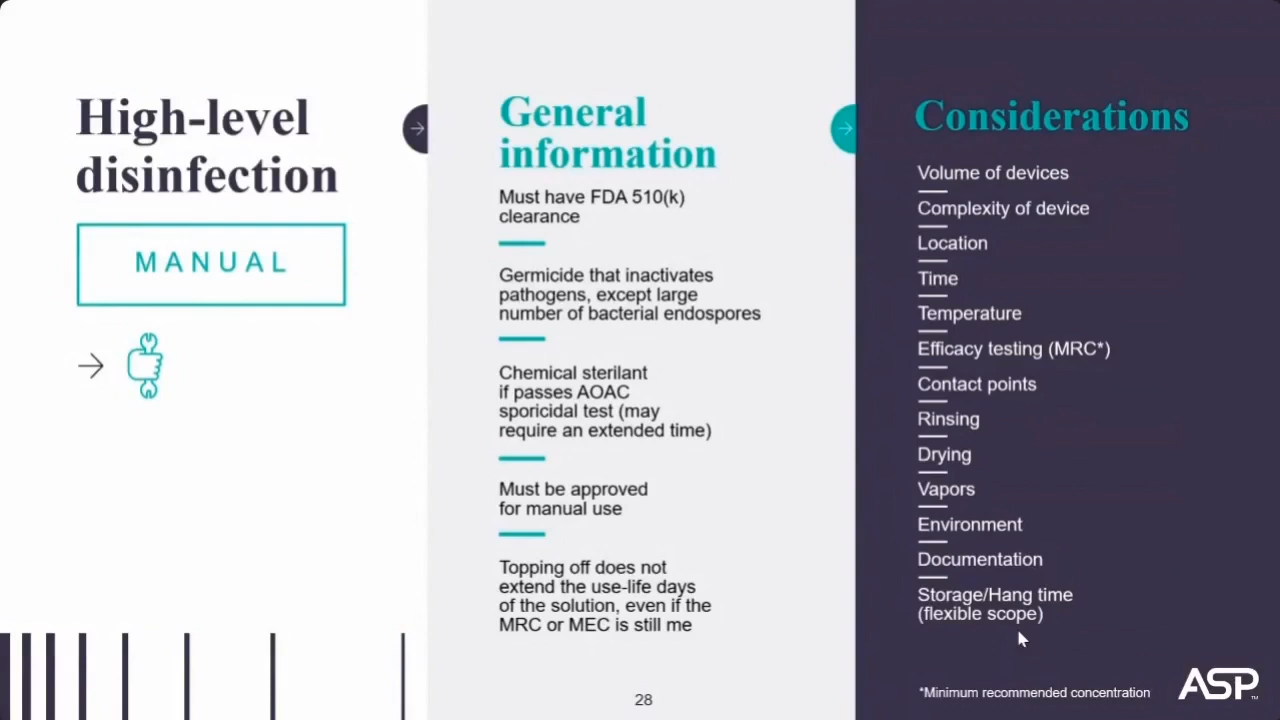 High-level
disinfection
MANUAL
General
information
Must have FDA 510(k)
clearance
Germicide that inactivates
pathogens, except large
number of bacterial endospores
Chemical sterilant
if passes AOAC
sporicidal test (may
require an extended time)
Must be approved
for manual use
Topping off does not
extend the use-life days
of the solution, even if the
MRC or MEC is still me
28
Considerations
Volume of devices
Complexity of device
Location
Time
Temperature
Efficacy testing (MRC*)
Contact points
Rinsing
Drying
Vapors
Environment
Documentation
Storage/Hang time
(flexible scope)
*Minimum recommended concentration
ASP™